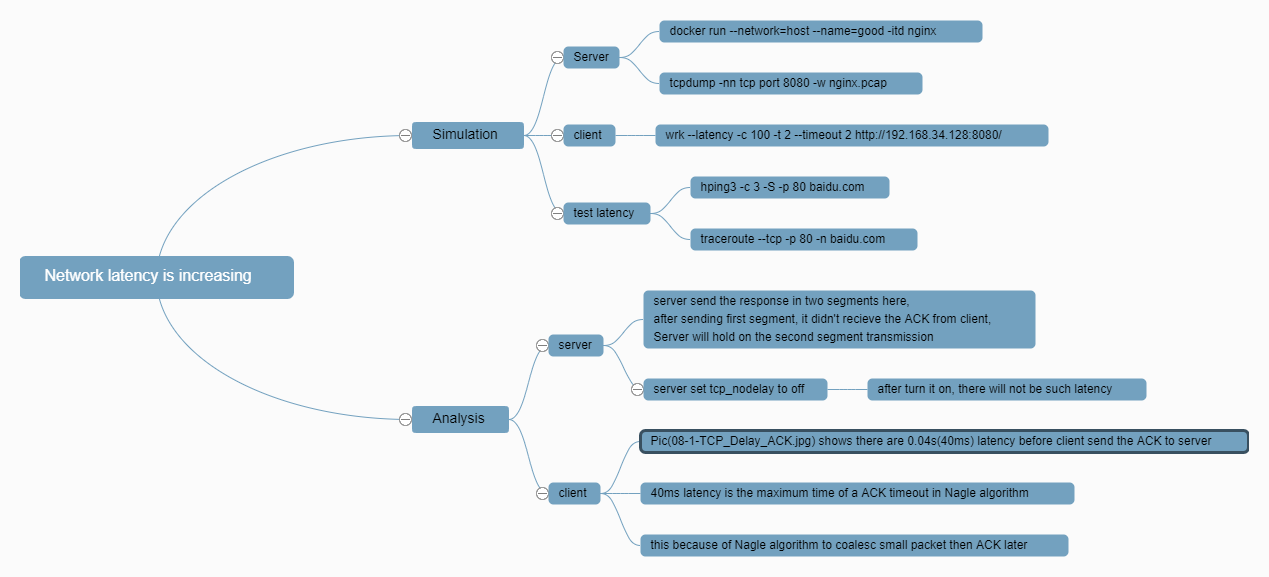 Network latency is increasing
Simulation
Server
docker run --network=host --name=good -itd nginx
tcpdump -nn tcp port 8080 -w nginx.pcap
client
wrk --latency -c 100 -t 2 --timeout 2 http://192.168.34.128:8080/
test latency
hping3 -c 3 -S -p 80 baidu.com
traceroute --tcp -p 80 -n baidu.com
Analysis
server
server send the response in two segments here,
after sending first segment, it didn't recieve the ACK from client,
Server will hold on the second segment transmission
server set tcp_nodelay to off
after turn it on, there will not be such latency
client
Pic(08-1-TCP_Delay_ACK.jpg) shows there are 0.04s(40ms) latency before client send the ACK to server
40ms latency is the maximum time of a ACK timeout in Nagle algorithm
this because of Nagle algorithm to coalesc small packet then ACK later